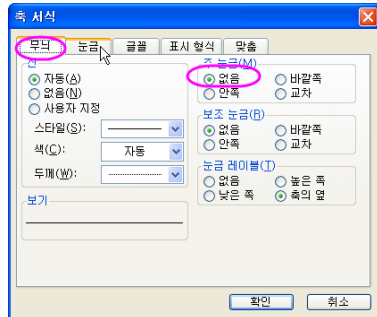 축 서식
무늬 눈금 글꼴 표시 형식 맞춤
선
자동(A)
없음(N)
사용자 지정
스타일(S):
색(C): 자동
두께(W):
보기
주 눈금(M)
없음 바깥쪽
안쪽 교차
보조 눈금(B)
없음 바깥쪽
안쪽 교차
눈금 레이블(T)
없음 높은 쪽
낮은 쪽 축의 옆
확인 취소